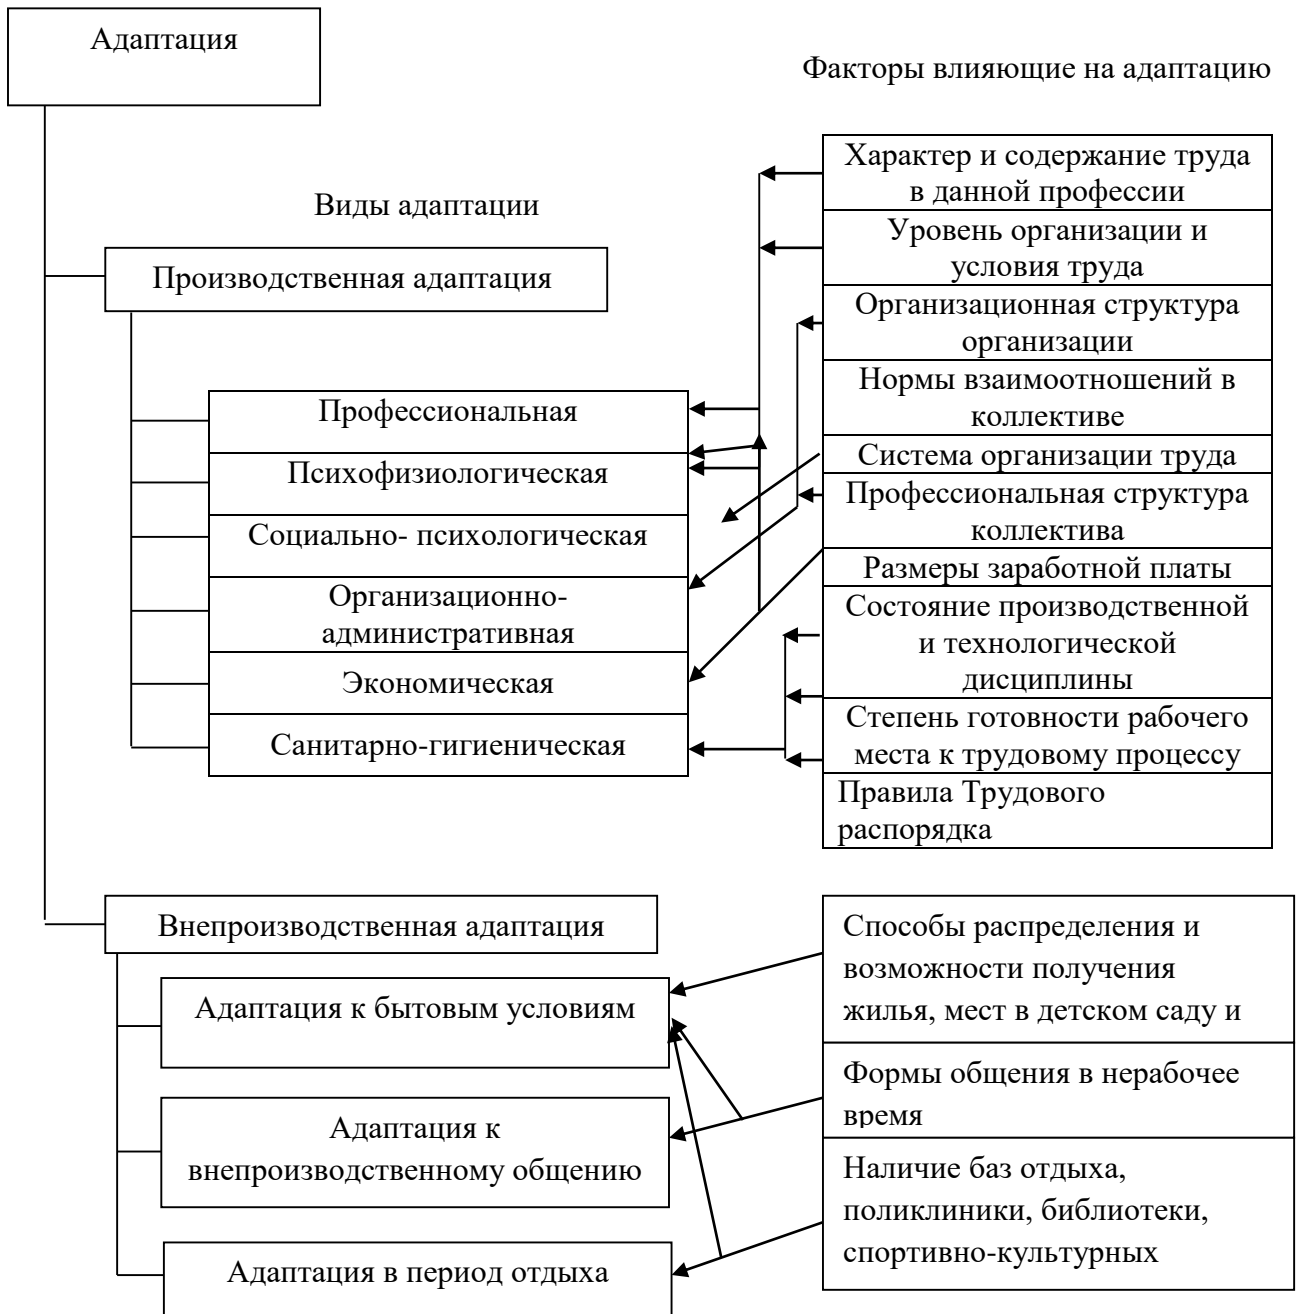 Адаптация
Факторы влияющие на адаптацию
Виды адаптации
Производственная адаптация
Профессиональная
Психофизиологическая
Социально- психологическая
Организационно-
административная
Экономическая
Санитарно-гигиеническая
Характер и содержание труда
в данной профессии
Уровень организации и
условия труда
Организационная структура
организации
Нормы взаимоотношений в
коллективе
Система организации труда
Профессиональная структура
коллектива
Размеры заработной платы
Состояние производственной
и технологической
дисциплины
Степень готовности рабочего
места к трудовому процессу
Правила Трудового
распорядка
Внепроизводственная адаптация
Адаптация к бытовым условиям
Адаптация к
внепроизводственному общению
Адаптация в период отдыха
Способы распределения и
возможности получения
жилья, мест в детском саду и
Формы общения в нерабочее
время
Наличие баз отдыха,
поликлиники, библиотеки,
спортивно-культурных